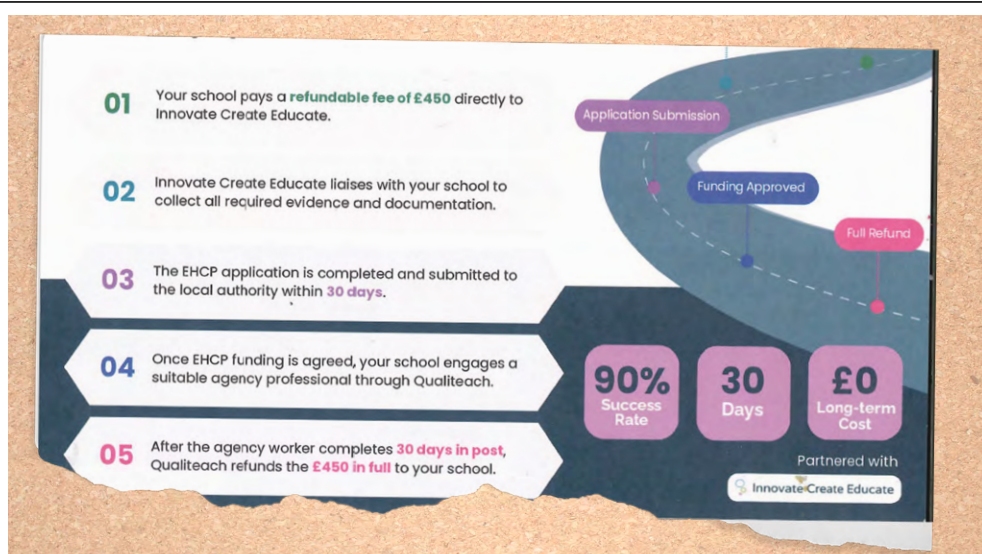 01
Your school pays a refundable fee of £450 directly to
Innovate Create Educate.
02
Innovate Create Educate liaises with your school to
collect all required evidence and documentation.
03
The EHCP application is completed and submitted to
the local authority within 30 days.
04
Once EHCP funding is agreed, your school engages a
suitable agency professional through Qualiteach.
05
After the agency worker completes 30 days in post,
Qualiteach refunds the £450 in full to your school.
Application Submission
Funding Approved
Full Refund
90%
Success
Rate
30
Days
£0
Long-term
Cost
Partnered with
Innovate Create Educate